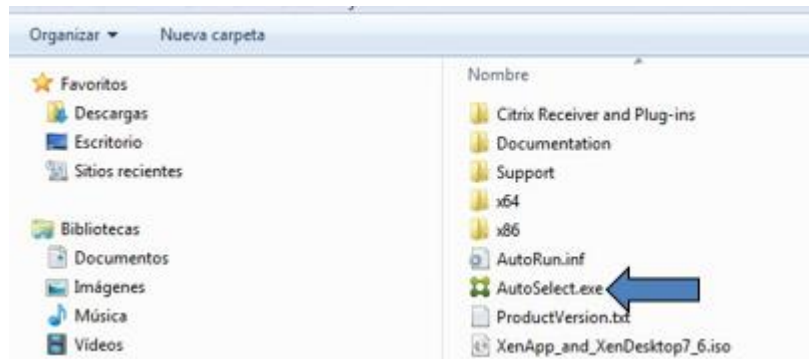 Organizar Nueva carpeta
Favoritos
Descargas
Escritorio
Sitios recientes
Bibliotecas
Documentos
Imágenes
Música
Vídeos
Nombre
Citrix Receiver and Plug-ins
Documentation
Support
x64
x86
AutoRun.inf
AutoSelect.exe
ProductVersion.txt
XenApp_and_XenDesktop7_6.iso